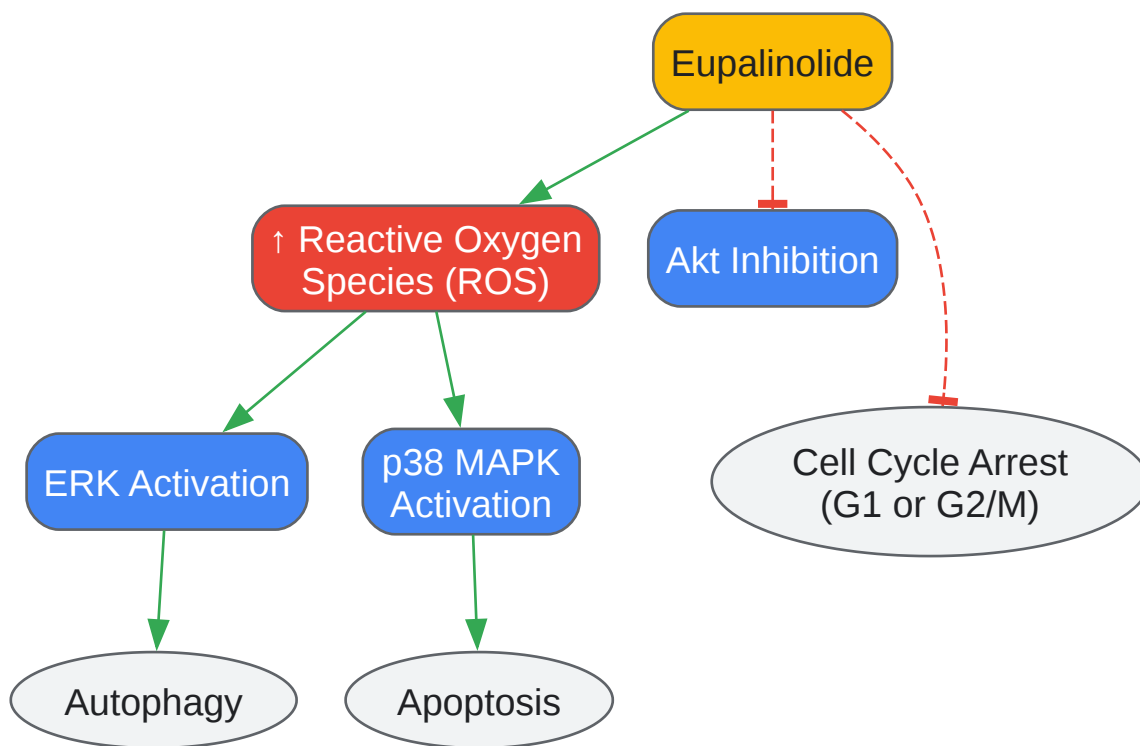 Eupalinolide
↑ Reactive Oxygen
Species (ROS)
Akt Inhibition
ERK Activation
p38 MAPK
Activation
Cell Cycle Arrest
(G1 or G2/M)
Autophagy
Apoptosis